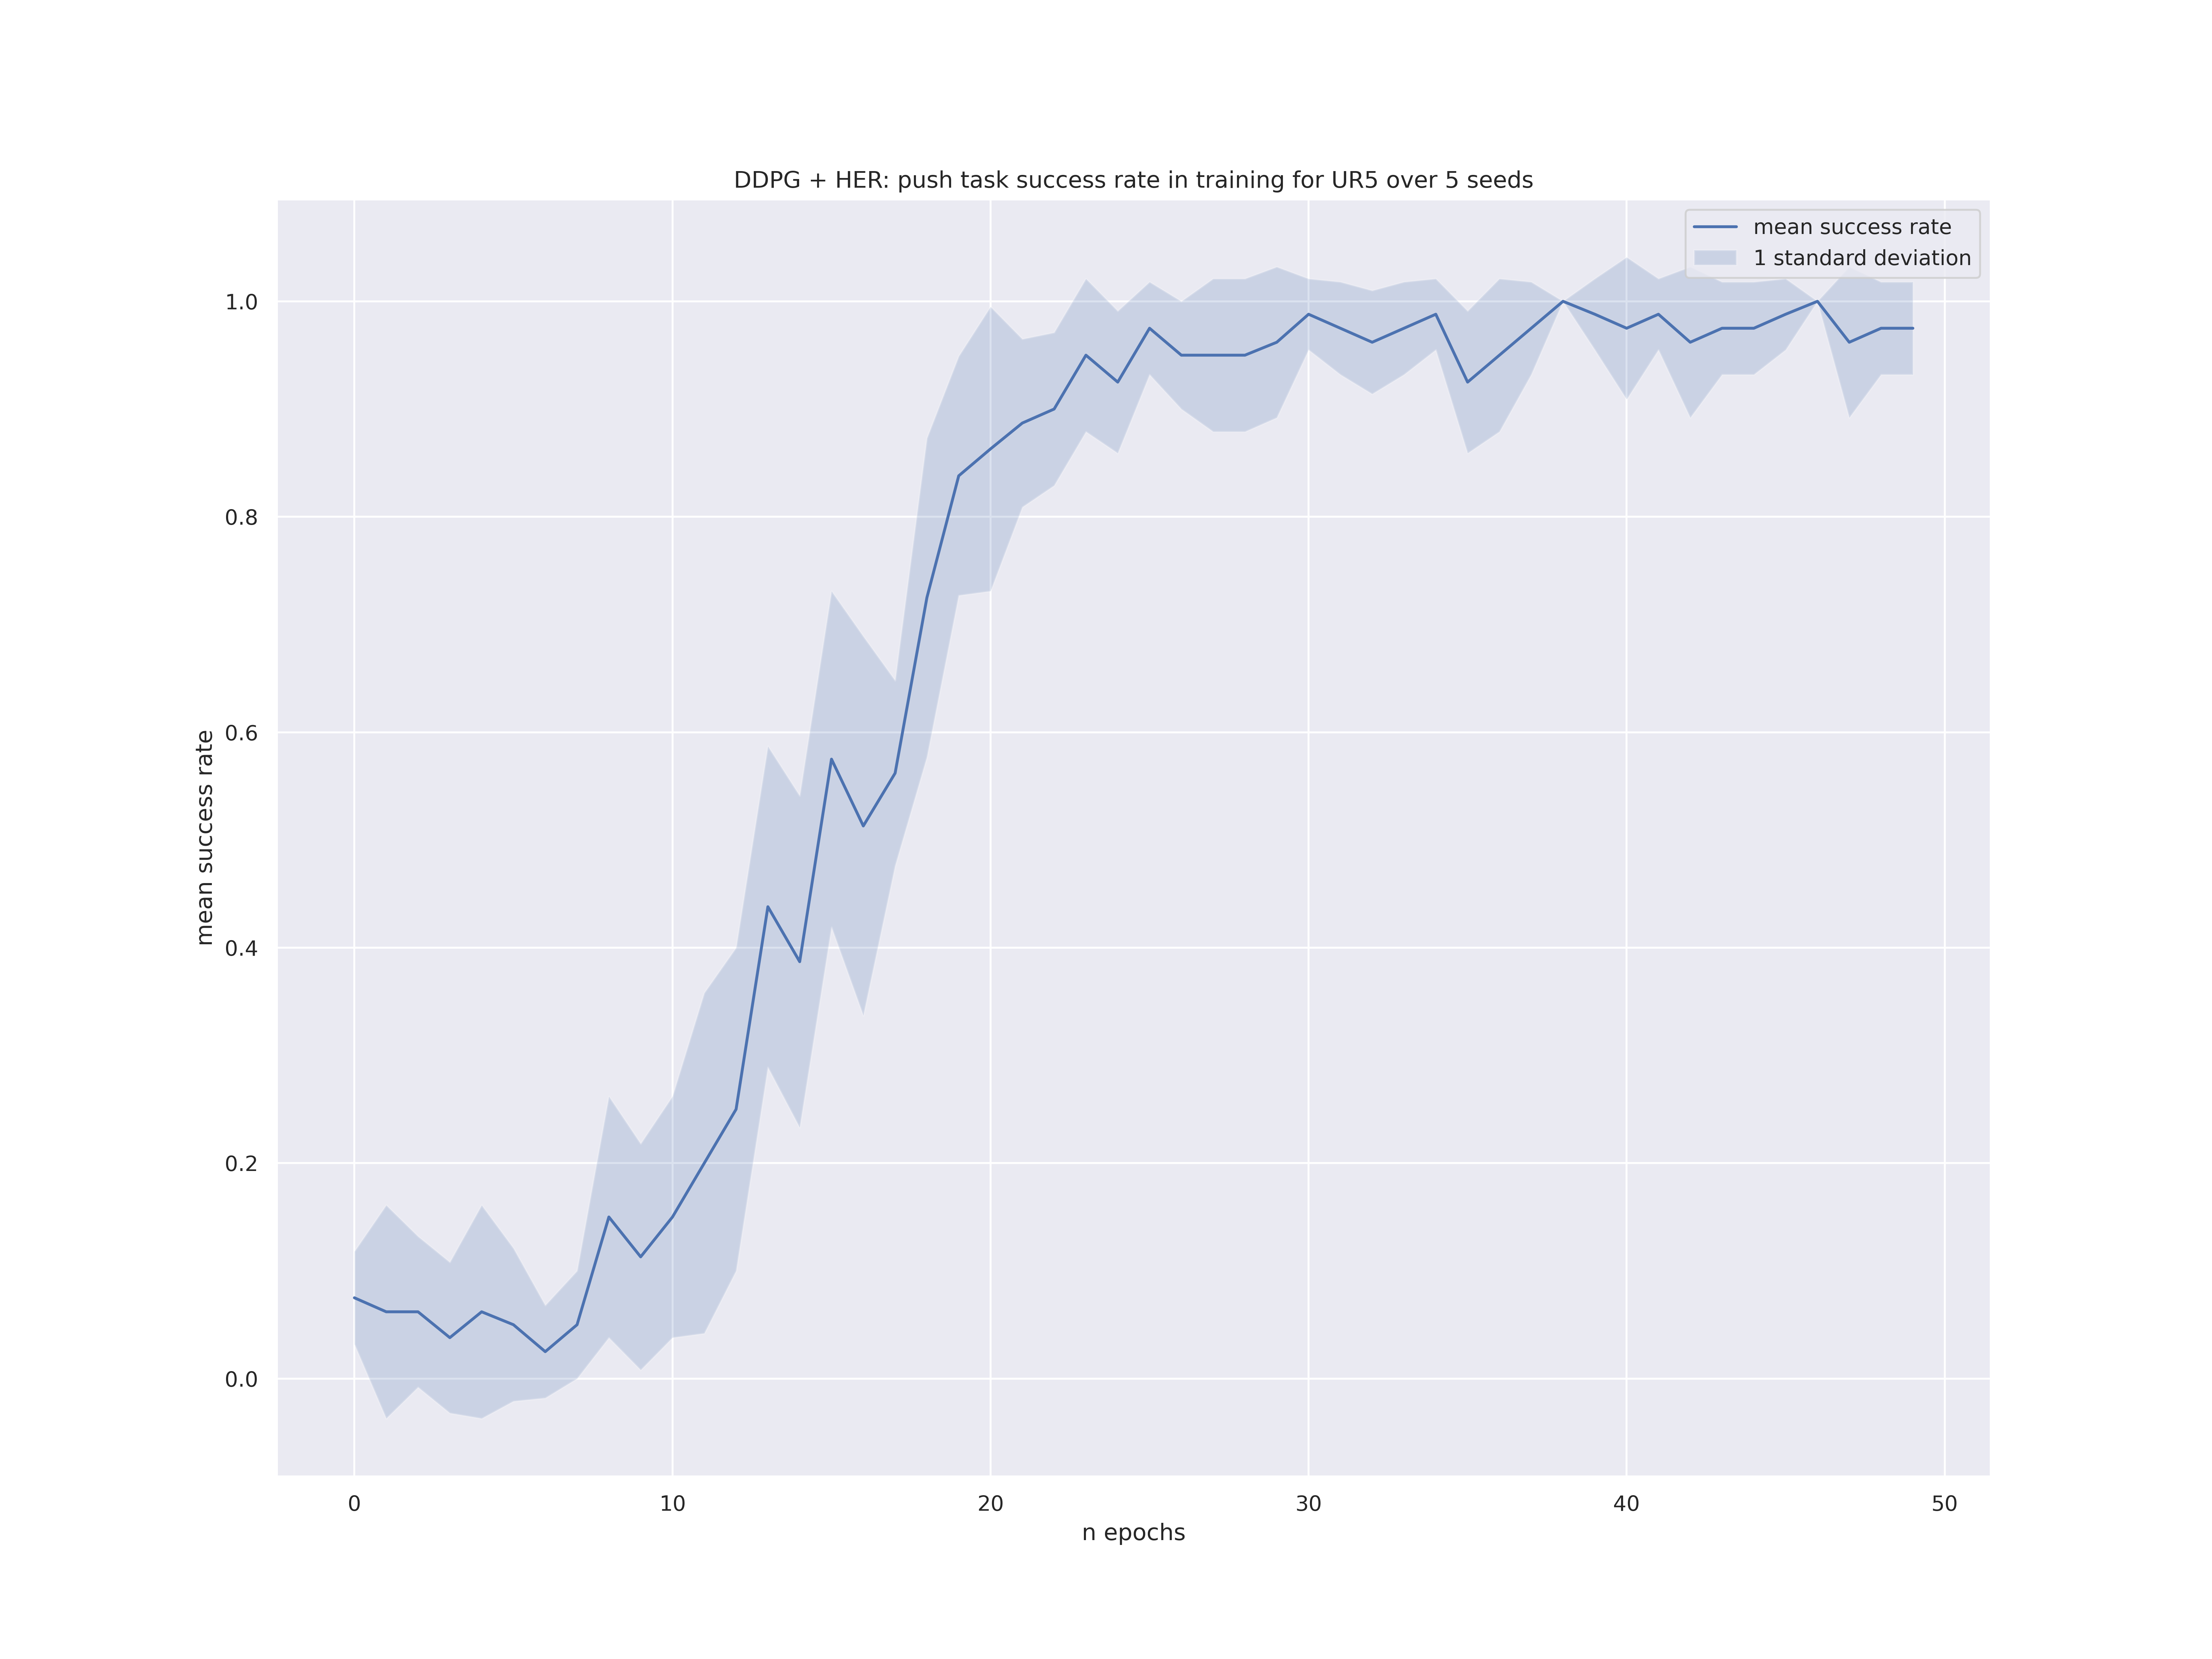 DDPG + HER: push task success rate in training for UR5 over 5 seeds
mean success rate
1 standard deviation
1.0
0.8
0.6
0.4
0.2
0.0
mean success rate
0 10 20 30 40 50
n epochs